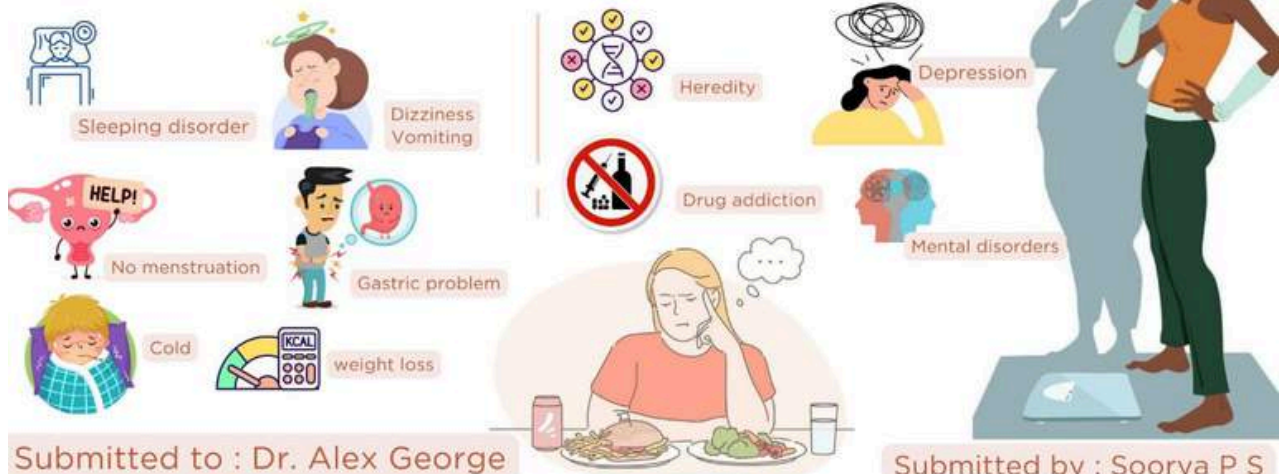 Sleeping disorder
Dizziness
Vomiting
HELP!
No menstruation
Gastric problem
Cold
KCAL
weight loss
Heredity
Drug addiction
Depression
Mental disorders
Submitted to : Dr. Alex George
Submitted by : Soorya P S